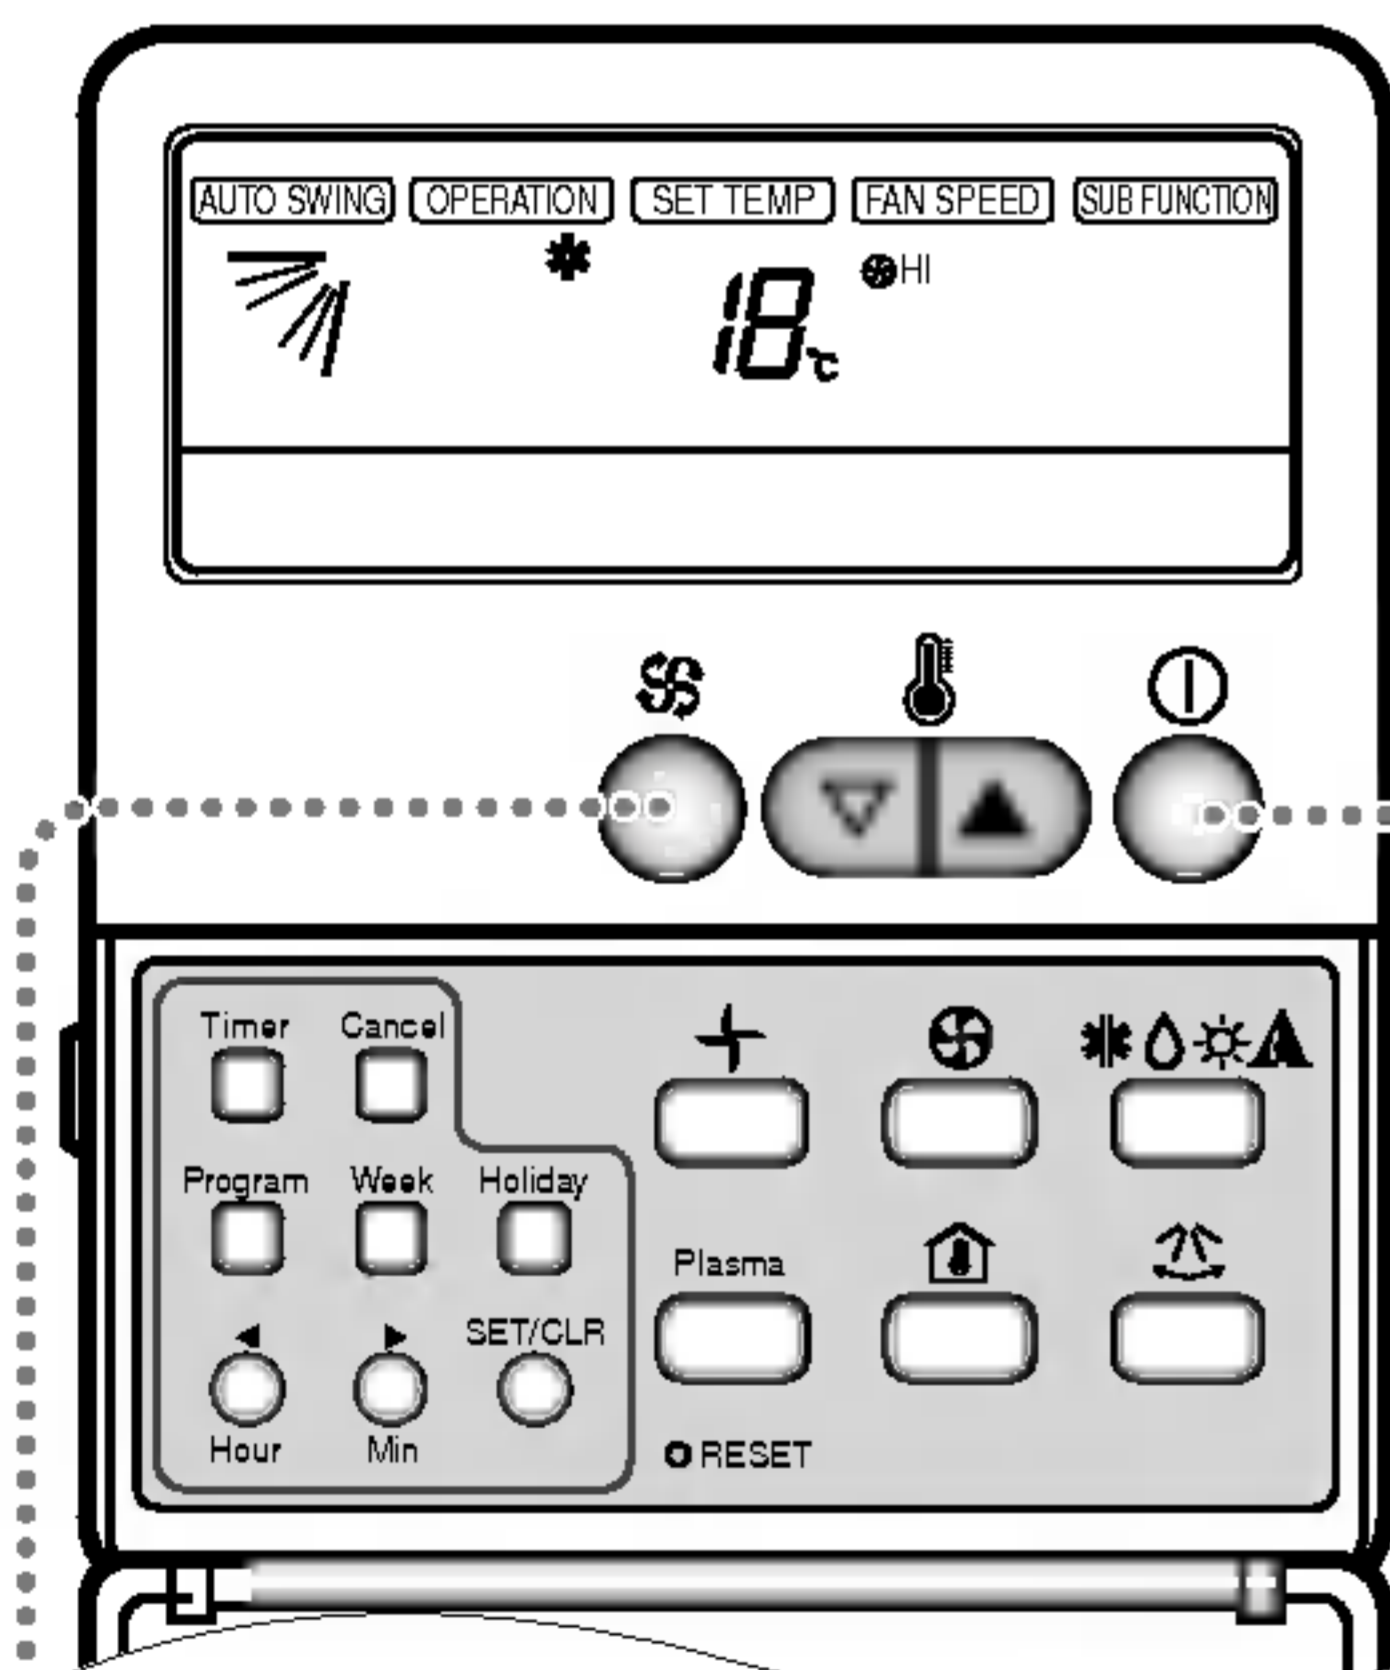 AUTO SWING OPERATION SET TEMP FAN SPEED SUB FUNCTION
18°C HI
Timer Cancel
Program Week Holiday
Plasma
SET/CLR
Hour Min
RESET